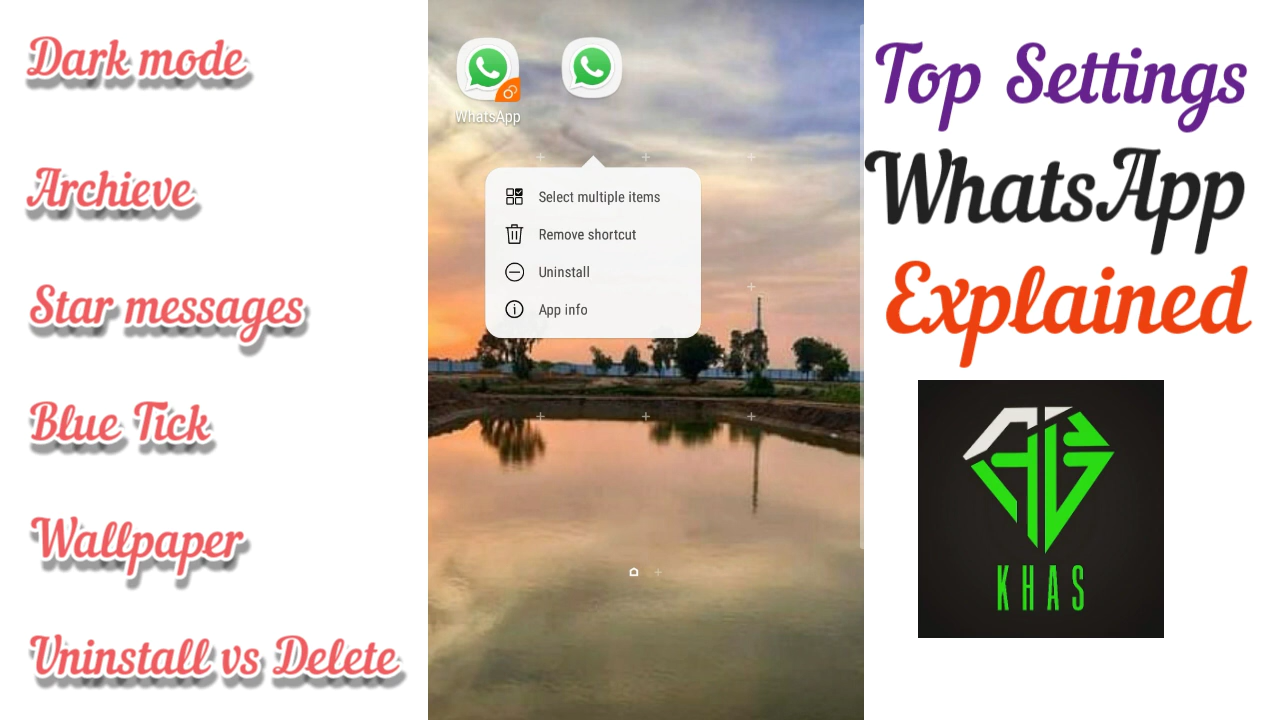 Dark mode
Archieve
Star messages
Blue Tick
Wallpaper
Uninstall vs Delete
WhatsApp
Select multiple items
Remove shortcut
Uninstall
App info
Top Settings
WhatsApp
Explained
KHAS